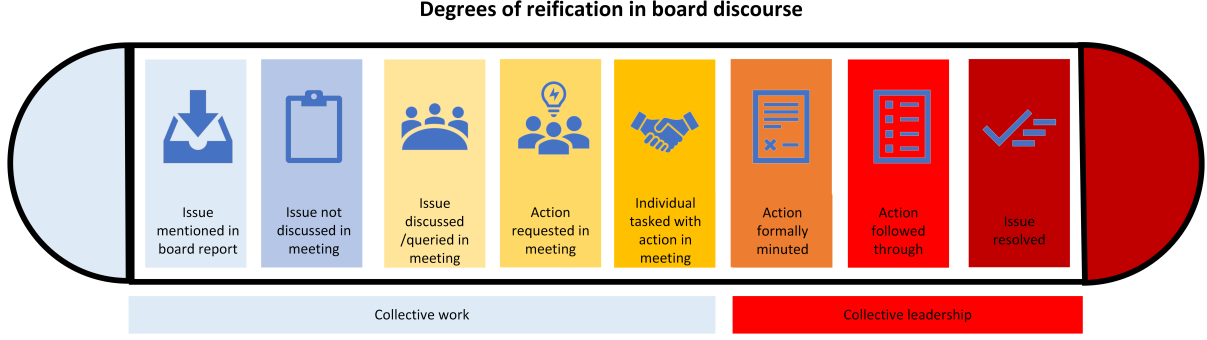 Degrees of reification in board discourse
Issue
mentioned in
board report
Issue not
discussed in
meeting
Issue
discussed
/queried in
meeting
Action
requested in
meeting
Individual
tasked with
action in
meeting
Action
formally
minuted
Action
followed
through
Issue
resolved
Collective work
Collective leadership